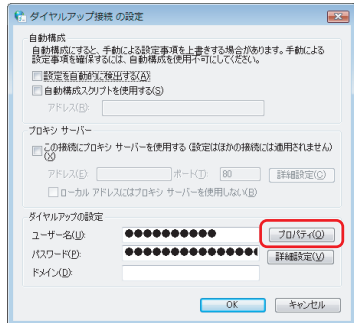 ダイヤルアップ接続 の設定
自動構成
自動構成にすると、手動による設定事項を上書きする場合があります。手動による
設定事項を確保するには、自動構成を使用不可にしてください。
設定を自動的に検出する(A)
自動構成スクリプトを使用する(S)
アドレス(R):
プロキシ サーバー
この接続にプロキシ サーバーを使用する (設定はほかの接続には適用されません)
(X)
アドレス(E): ポート(T): 80 詳細設定(C)
ローカル アドレスにはプロキシ サーバーを使用しない(B)
ダイヤルアップの設定
ユーザー名(U): ●●●●●●●●●● プロパティ(O)
パスワード(P): ●●●●●●●●●●●●●●● 詳細設定(V)
ドメイン(D):
OK キャンセル